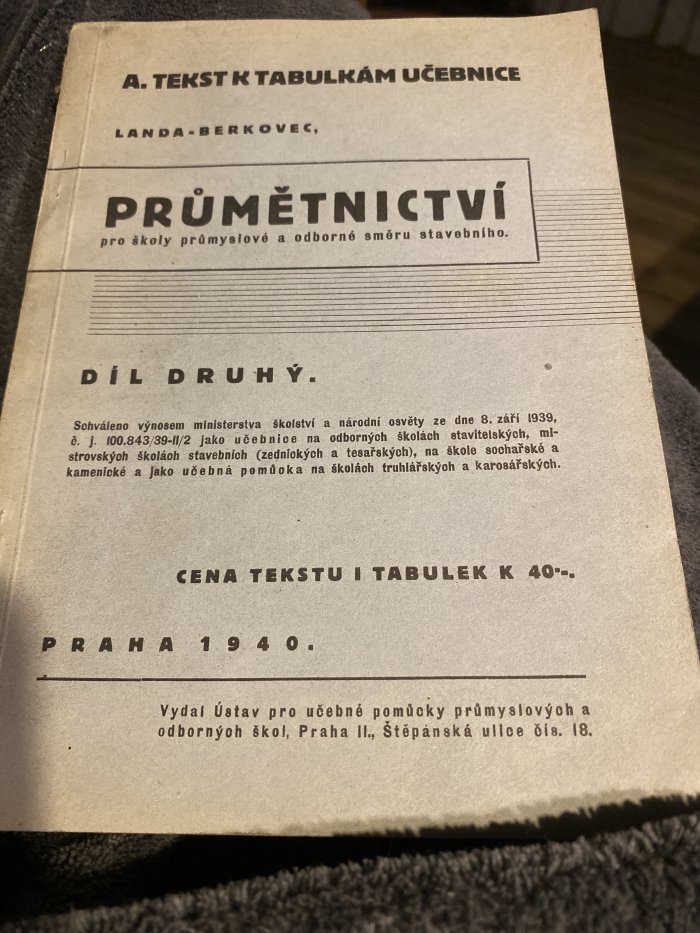 A. TEKST K TABULKÁM UČEBNICE
LANDA-BERKOVEC,
PRŮMĚTNICTVÍ
pro školy průmyslové a odborné směru stavebního.
DÍL DRUHÝ.
Schváleno výnosem ministerstva školství a národní osvěty ze dne 8. září 1939,
č. j. 100.843/39-II/2 jako učebnice na odborných školách stavitelských, mi-
strovských školách stavebních (zednických a tesařských), na škole sochařské a
kamenické a jako učebná pomůcka na školách truhlářských a karosářských.
CENA TEKSTU I TABULEK K 40·-.
PRAHA 1940.
Vydal Ústav pro učebné pomůcky průmyslových a
odborných škol, Praha II., Štěpánská ulice čís. 18.